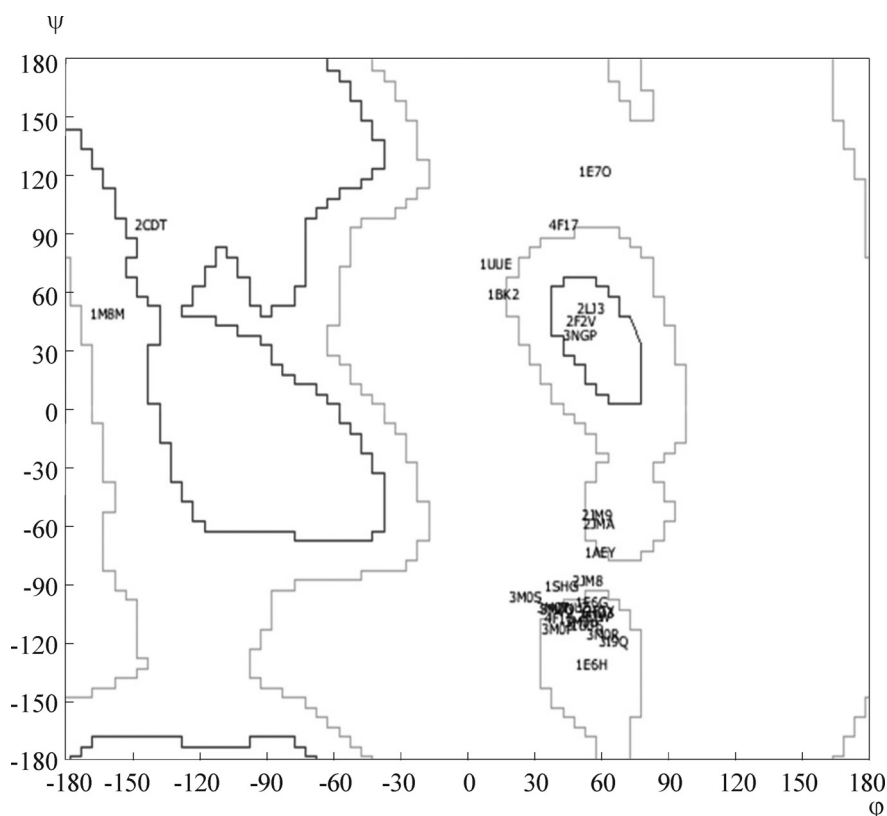 ψ
180
150
120
90
60
30
0
-30
-60
-90
-120
-150
-180
1E7O
2CDT
4F17
1UUE
1BK2
1M8M
2LJ3
2F2V
3NGP
2JM9
2JMA
1AEY
2JM8
1SHG
3M0S
1E6G
3M0P
3M0R
3I9Q
1E6H
-180 -150 -120 -90 -60 -30 0 30 60 90 120 150 180
φ